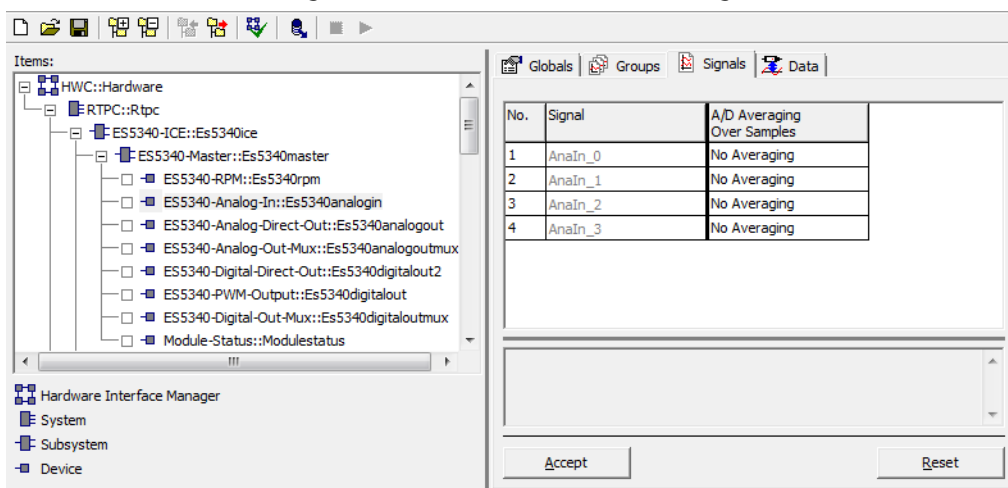 Items:
HWC::Hardware
RTPC::Rtpc
ES5340-ICE::Es5340ice
ES5340-Master::Es5340master
ES5340-RPM::Es5340rpm
ES5340-Analog-In::Es5340analogin
ES5340-Analog-Direct-Out::Es5340analogout
ES5340-Analog-Out-Mux::Es5340analogoutmux
ES5340-Digital-Direct-Out::Es5340digitalout2
ES5340-PWM-Output::Es5340digitalout
ES5340-Digital-Out-Mux::Es5340digitaloutmux
Module-Status::Modulestatus
Hardware Interface Manager
System
Subsystem
Device
Globals Groups Signals Data
No. Signal A/D Averaging
Over Samples
1 AnaIn_0 No Averaging
2 AnaIn_1 No Averaging
3 AnaIn_2 No Averaging
4 AnaIn_3 No Averaging
Accept Reset